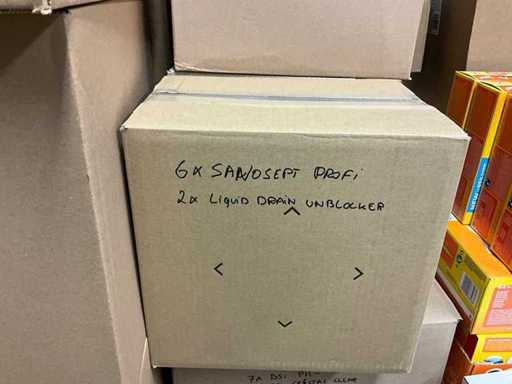 6x SANOSEPT PROFi
2x LiQUiD DRAiN UNBLOCKER